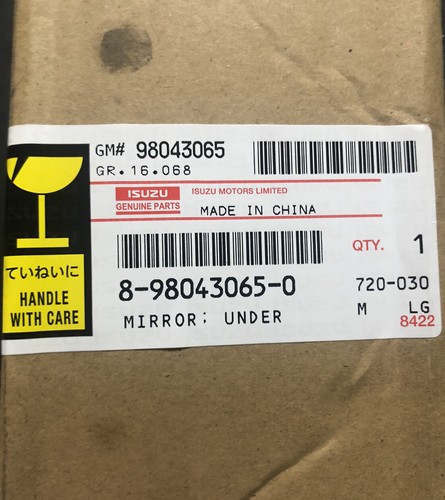 GM# 98043065
GR.16.068
ISUZU
GENUINE PARTS
ISUZU MOTORS LIMITED
MADE IN CHINA
QTY. 1
8-98043065-0
720-030
MIRROR; UNDER
M LG
8422
ていねいに
HANDLE
WITH CARE